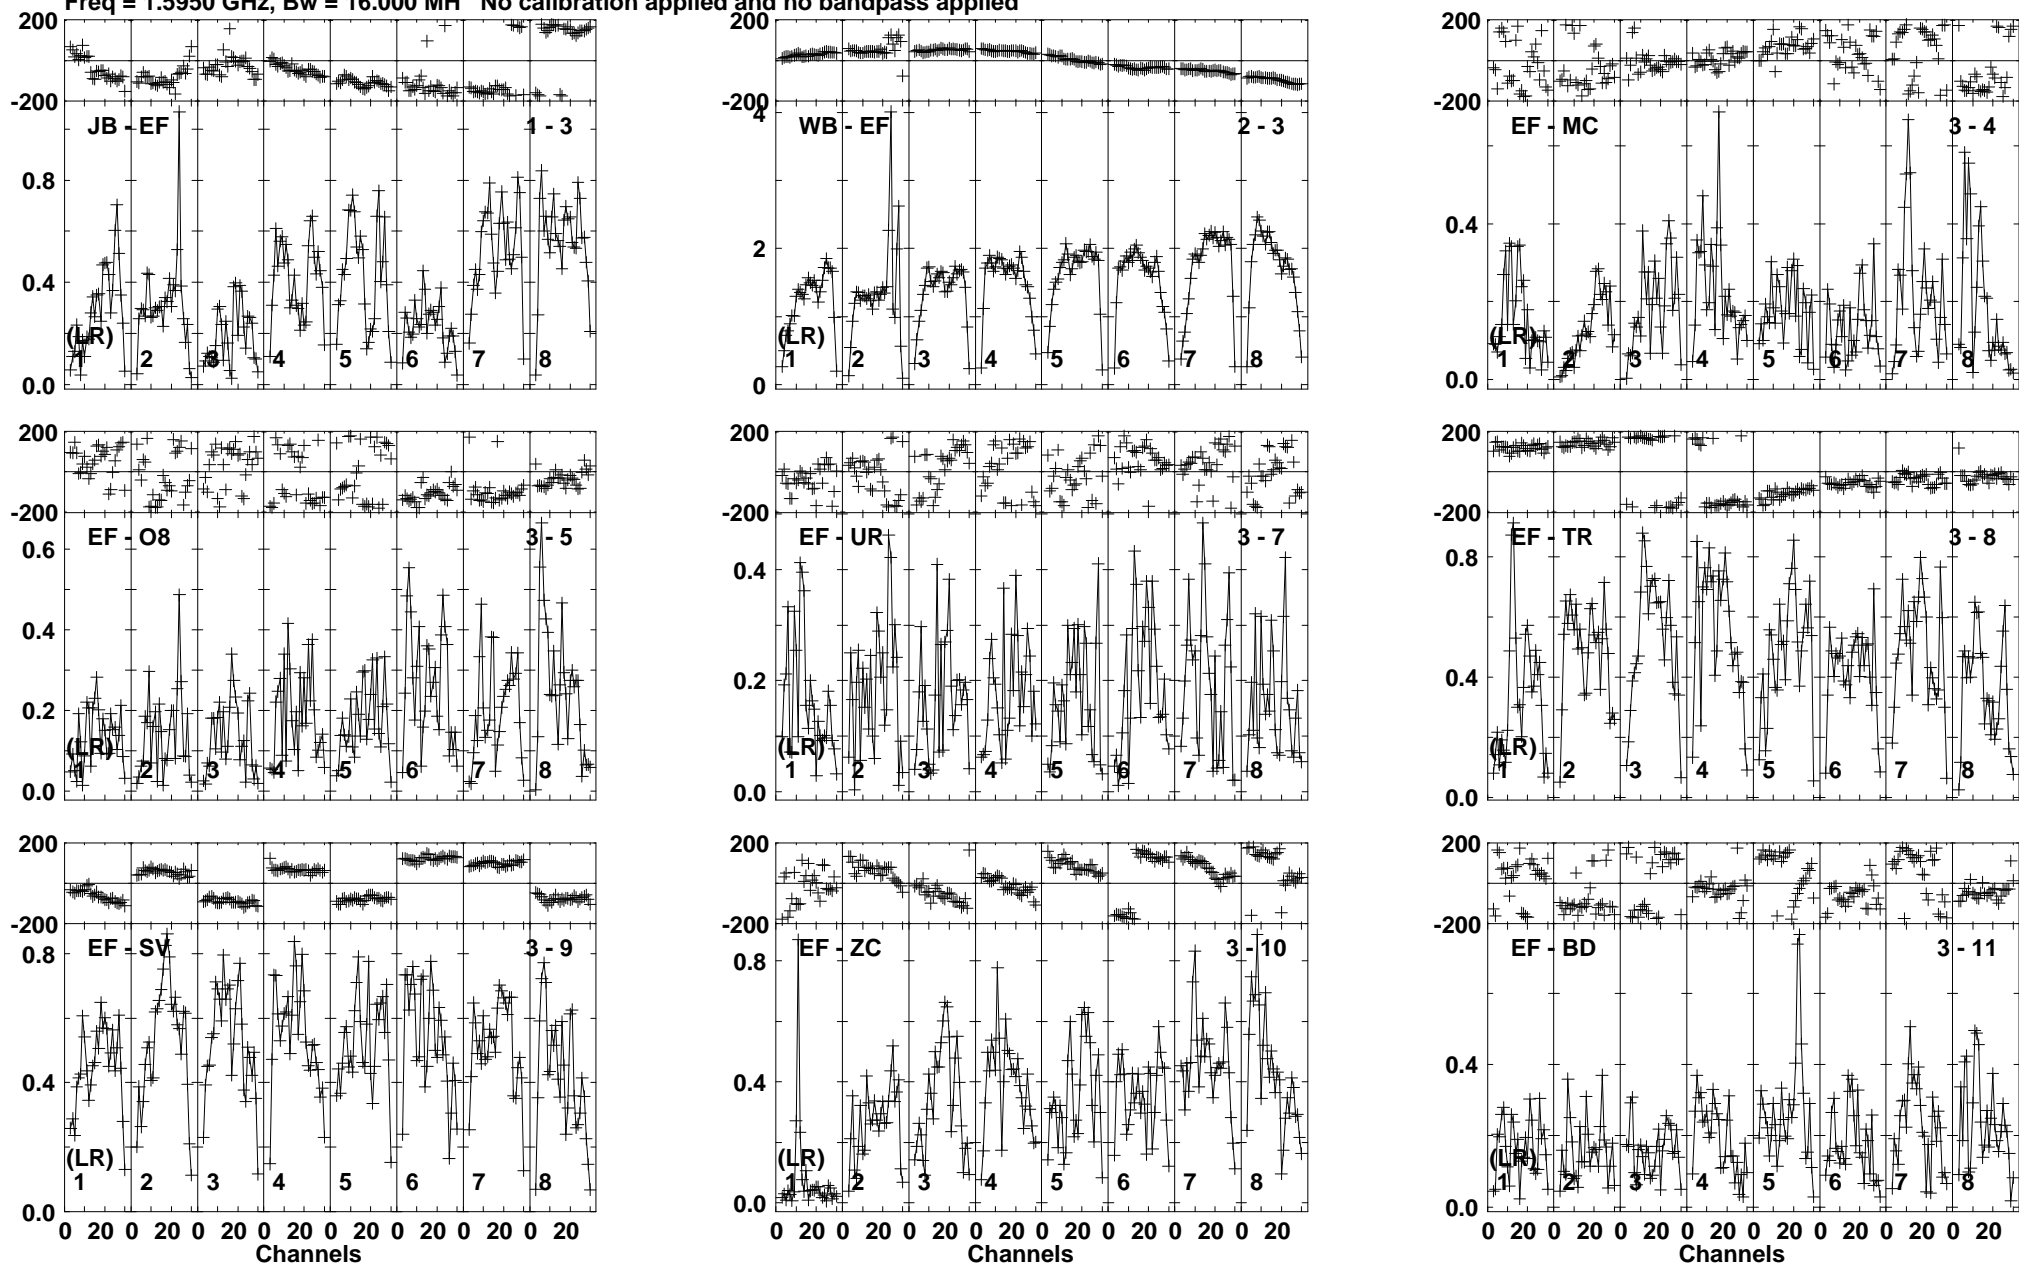 Freq = 1.5950 GHz, Bw = 16.000 MH No calibration applied and no bandpass applied
200 200 200
-200 -200 -200
JB - EF 1 - 3 WB - EF 2 - 3 EF - MC 3 - 4
0.8 0.4 0.0 4 2 0 0.4 0.0
(LR) (LR) (LR)
1 2 3 4 5 6 7 8 1 2 3 4 5 6 7 8 1 2 3 4 5 6 7 8
200 200 200
-200 -200 -200
EF - O8 3 - 5 EF - UR 3 - 7 EF - TR 3 - 8
0.6 0.4 0.2 0.0 0.4 0.2 0.0 0.8 0.4 0.0
(LR) (LR) (LR)
1 2 3 4 5 6 7 8 1 2 3 4 5 6 7 8 1 2 3 4 5 6 7 8
200 200 200
-200 -200 -200
EF - SV 3 - 9 EF - ZC 3 - 10 EF - BD 3 - 11
0.8 0.4 0.0 0.8 0.4 0.0 0.4 0.0
(LR) (LR) (LR)
1 2 3 4 5 6 7 8 1 2 3 4 5 6 7 8 1 2 3 4 5 6 7 8
0 20 0 20 0 20 0 20 0 20 0 20 0 20 0 20 0 20 0 20 0 20 0 20 0 20 0 20 0 20 0 20 0 20 0 20 0 20 0 20 0 20 0 20 0 20 0 20
Channels Channels Channels